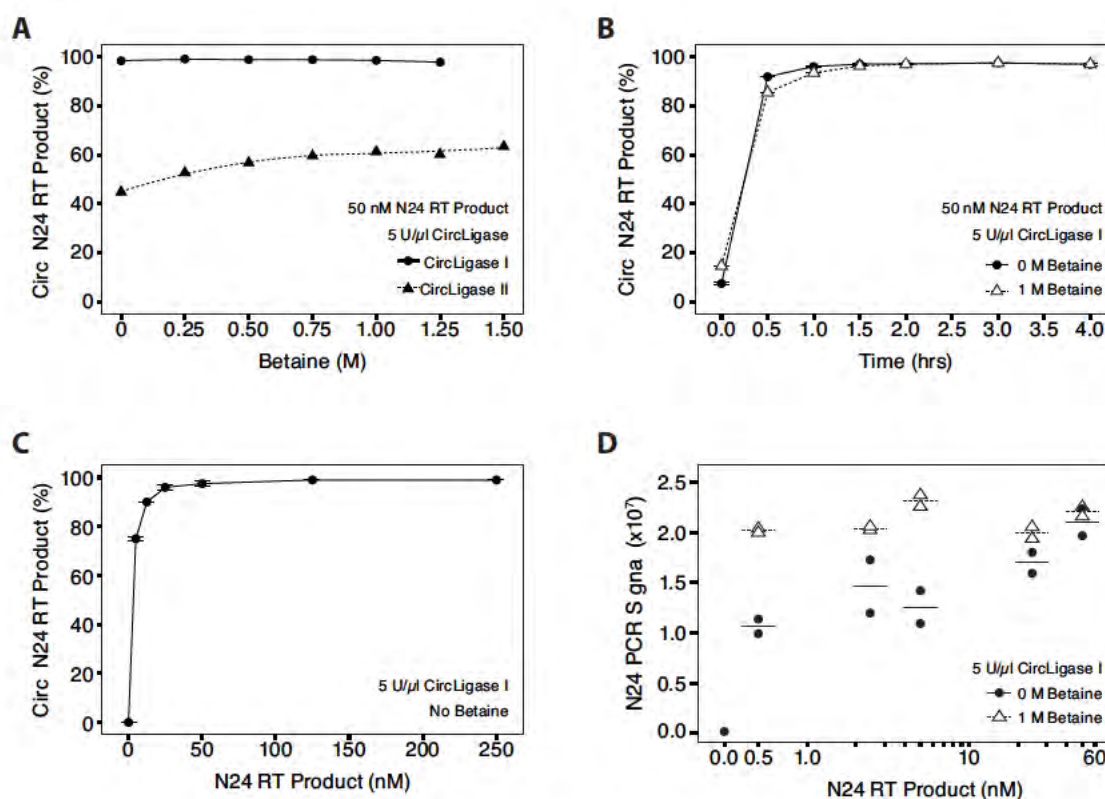 A
Circ N24 RT Product (%)
100
80
60
40
20
0
50 nM N24 RT Product
5 U/µl CircLigase
CircLigase I
CircLigase II
0 0.25 0.50 0.75 1.00 1.25 1.50
Betaine (M)
B
Circ N24 RT Product (%)
100
80
60
40
20
0
50 nM N24 RT Product
5 U/µl CircLigase I
0 M Betaine
1 M Betaine
0.0 0.5 1.0 1.5 2.0 2.5 3.0 3.5 4.0
Time (hrs)
C
Circ N24 RT Product (%)
100
80
60
40
20
0
5 U/µl CircLigase I
No Betaine
0 50 100 150 200 250
N24 RT Product (nM)
D
N24 PCR S gna (x10⁷)
2.5
2.0
1.5
1.0
0.5
0.0
5 U/µl CircLigase I
0 M Betaine
1 M Betaine
0.0 0.5 1.0 10 60
N24 RT Product (nM)